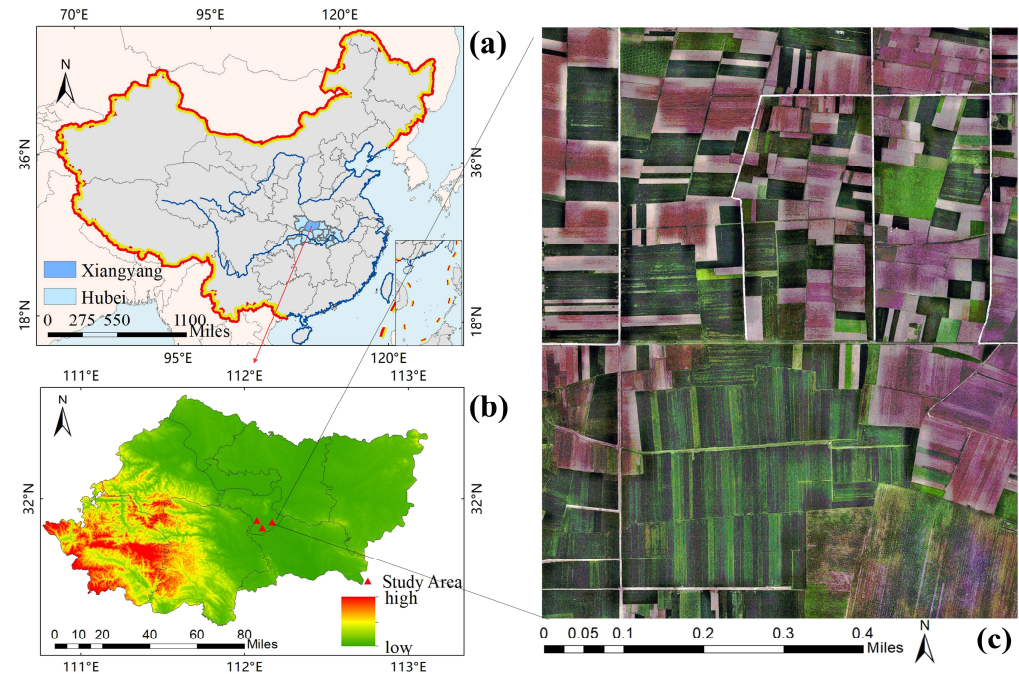 70°E 95°E 120°E
(a)
N
36°N 36°N
Xiangyang
Hubei
18°N 18°N
0 275 550 1100
Miles
95°E 120°E
111°E 112°E 113°E
(b)
N
32°N 32°N
Study Area
high
low
0 10 20 40 60 80
Miles
111°E 112°E 113°E
0 0.05 0.1 0.2 0.3 0.4
Miles
N
(c)